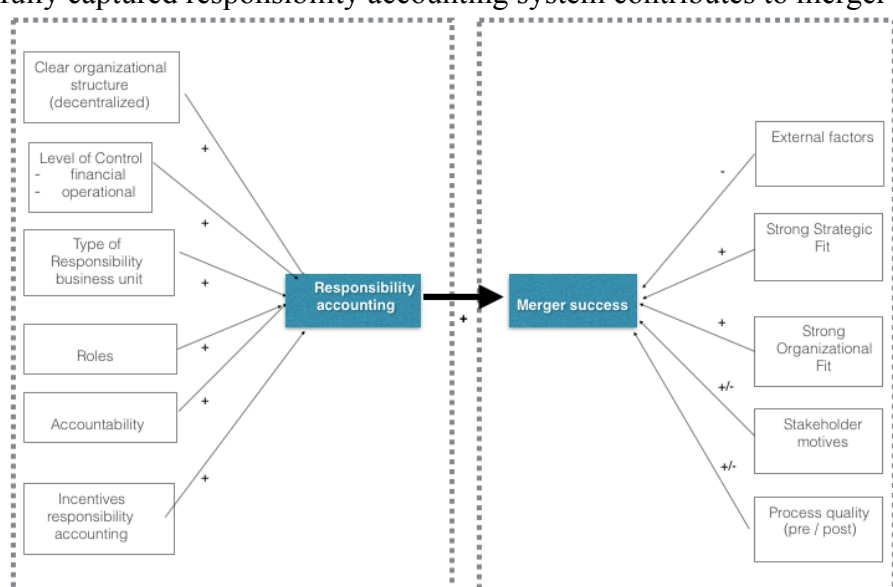 fully captured responsibility accounting system contributes to merger
Clear organizational
structure
(decentralized)
+
Level of Control
- financial
- operational
+
Type of
Responsibility
business unit
+
Roles
+
Accountability
+
Incentives
responsibility
accounting
+
Responsibility
accounting
+
Merger success
External factors
-
Strong Strategic
Fit
+
Strong
Organizational
Fit
+
Stakeholder
motives
+/-
Process quality
(pre / post)
+/-